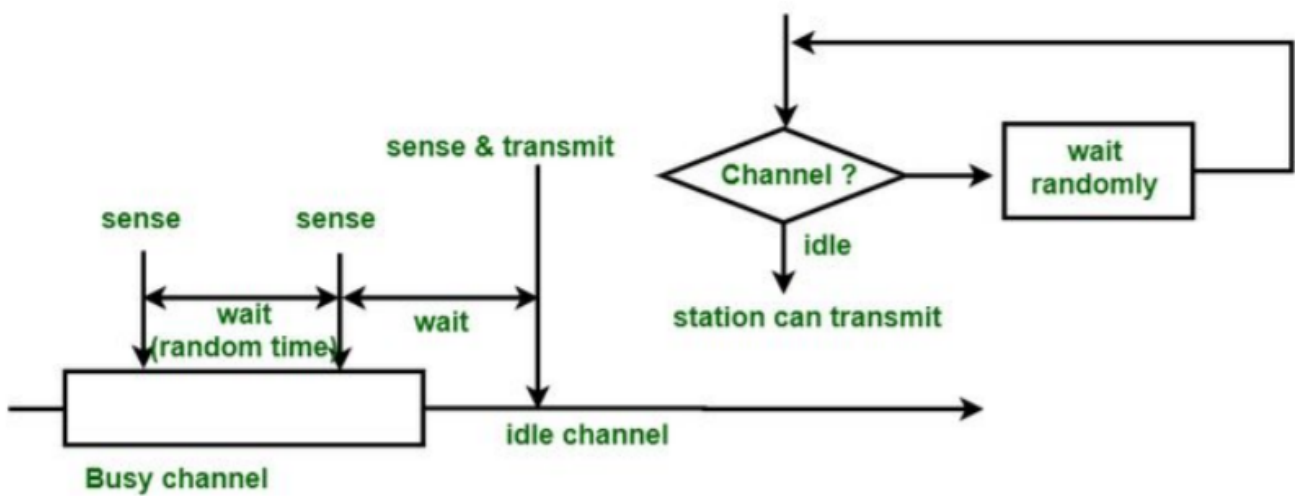 sense & transmit
sense
sense
wait
(random time)
wait
idle channel
Busy channel
Channel ?
wait
randomly
idle
station can transmit